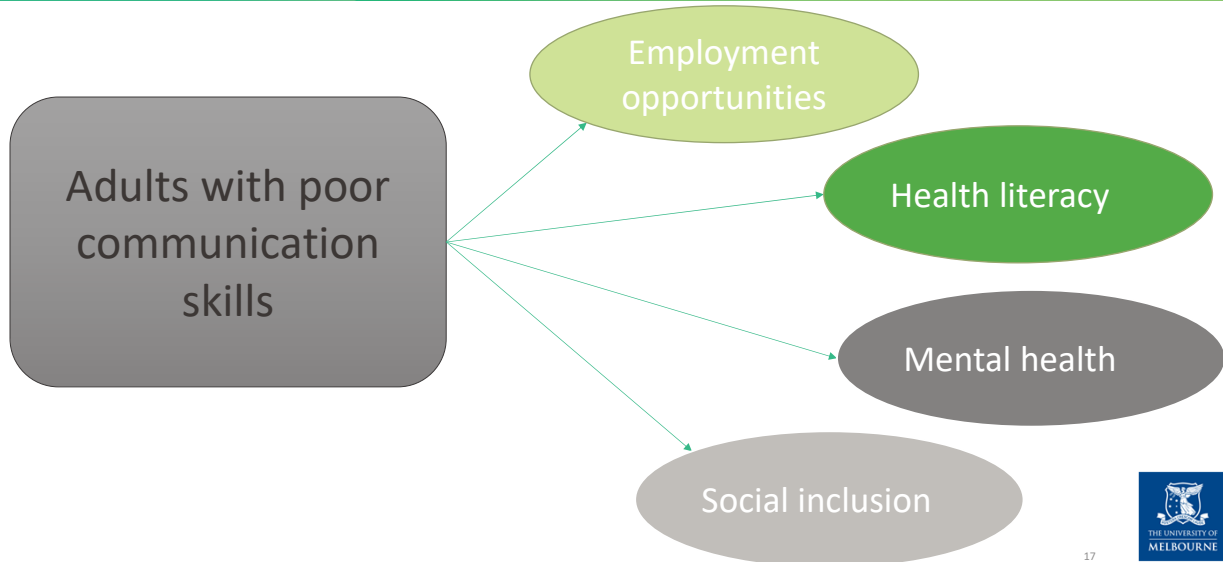 Employment
opportunities
Adults with poor
communication
skills
Health literacy
Mental health
Social inclusion
17
THE UNIVERSITY OF
MELBOURNE